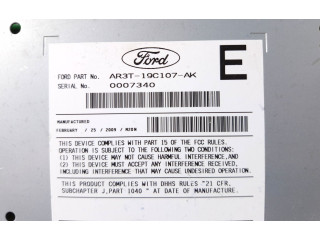 Ford
FORD PART No. AR3T-19C107-AK
E
SERIAL No. 0007340
MANUFACTURED
FEBRUARY / 25 / 2009 / MZKM
THIS DEVICE COMPLIES WITH PART 15 OF THE FCC RULES.
OPERATION IS SUBJECT TO THE FOLLOWING TWO CONDITIONS:
(1) THIS DEVICE MAY NOT CAUSE HARMFUL INTERFERENCE,AND
(2) THIS DEVICE MUST ACCEPT ANY INTERFERENCE RECEIVED,
INCLUDING INTERFERENCE THAT MAY CAUSE UNDESIRED
OPERATION.
"THIS PRODUCT COMPLIES WITH DHHS RULES "21 CFR,
SUBCHAPTER J,PART 1040 " AT DATE OF MANUFACTURE.